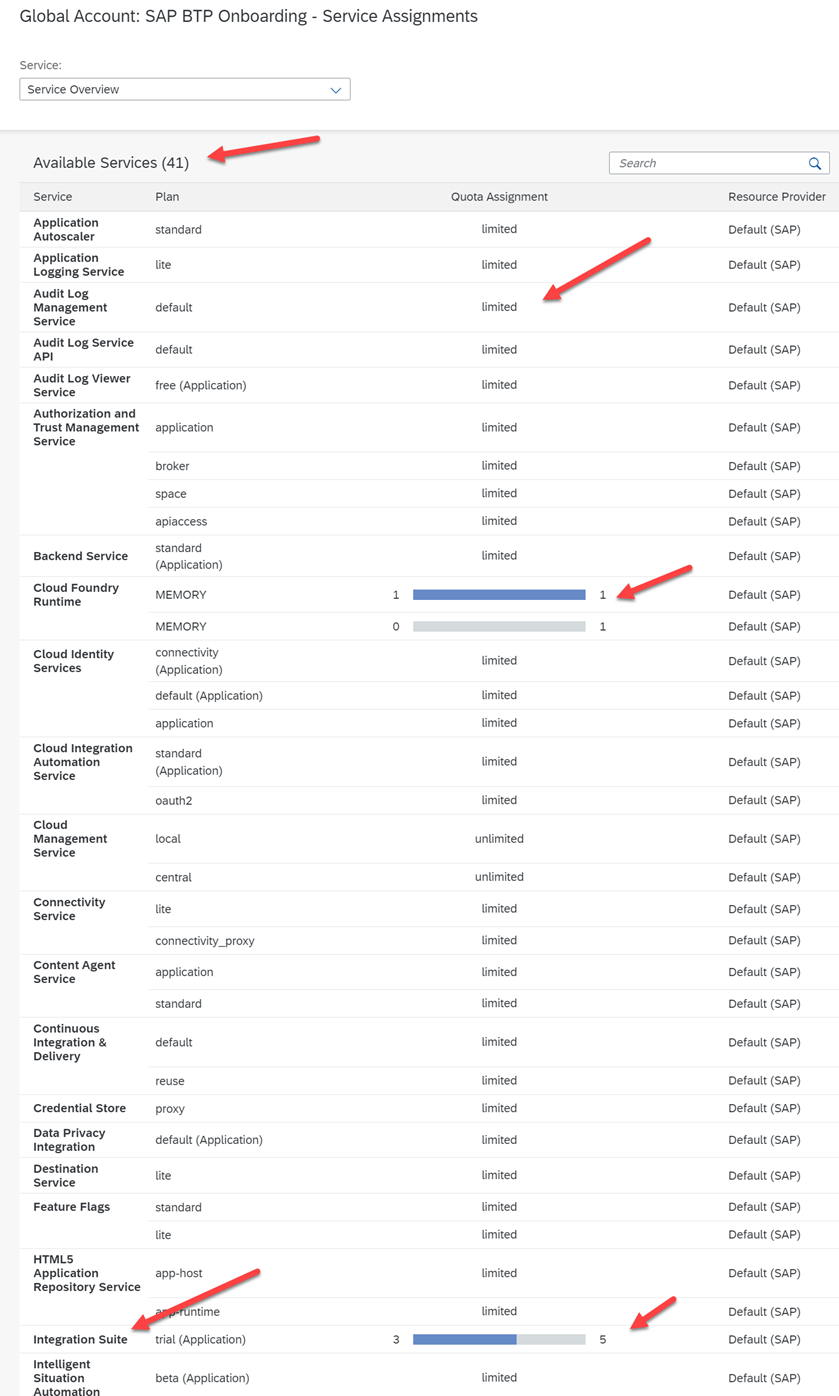 Global Account: SAP BTP Onboarding - Service Assignments
Service:
Service Overview
Available Services (41)
Search
Service Plan Quota Assignment Resource Provider
Application
Autoscaler
standard limited Default (SAP)
Application
Logging Service
lite limited Default (SAP)
Audit Log
Management
Service
default limited Default (SAP)
Audit Log Service
API
default limited Default (SAP)
Audit Log Viewer
Service
free (Application) limited Default (SAP)
Authorization and
Trust Management
Service
application limited Default (SAP)
broker limited Default (SAP)
space limited Default (SAP)
apiaccess limited Default (SAP)
Backend Service
standard
(Application)
limited Default (SAP)
Cloud Foundry
Runtime
MEMORY 1 1 Default (SAP)
MEMORY 0 1 Default (SAP)
Cloud Identity
Services
connectivity
(Application)
limited Default (SAP)
default (Application) limited Default (SAP)
application limited Default (SAP)
Cloud Integration
Automation
Service
standard
(Application)
limited Default (SAP)
oauth2 limited Default (SAP)
Cloud
Management
Service
local unlimited Default (SAP)
central unlimited Default (SAP)
Connectivity
Service
lite limited Default (SAP)
connectivity_proxy limited Default (SAP)
Content Agent
Service
application limited Default (SAP)
standard limited Default (SAP)
Continuous
Integration &
Delivery
default limited Default (SAP)
reuse limited Default (SAP)
Credential Store proxy limited Default (SAP)
Data Privacy
Integration
default (Application) limited Default (SAP)
Destination
Service
lite limited Default (SAP)
Feature Flags standard limited Default (SAP)
lite limited Default (SAP)
HTML5
Application
Repository Service
app-host limited Default (SAP)
app-runtime limited Default (SAP)
Integration Suite trial (Application) 3 5 Default (SAP)
Intelligent
Situation
Automation
beta (Application) limited Default (SAP)